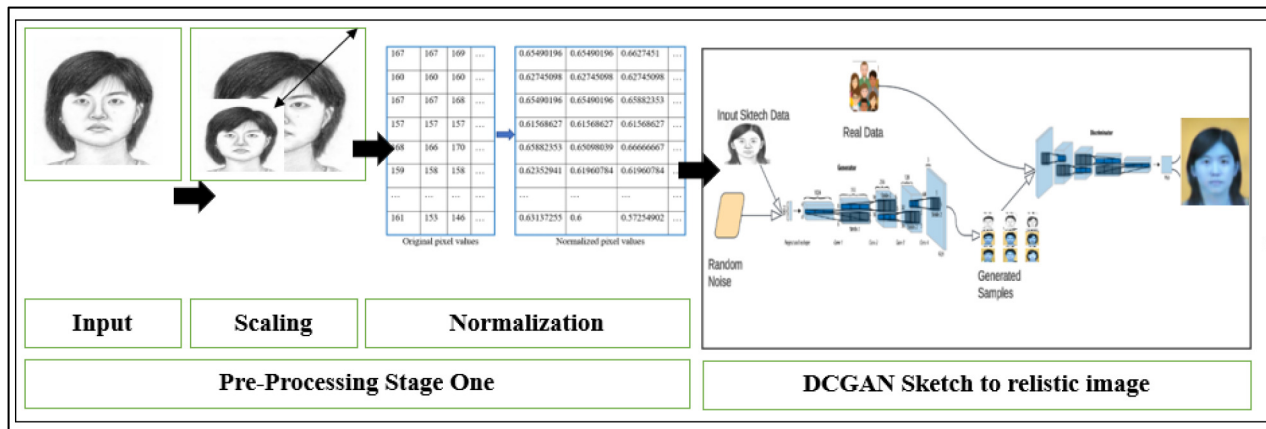 167 167 169 ...
160 160 160 ...
167 167 168 ...
157 157 157 ...
168 166 170 ...
159 158 158 ...
... ... ... ...
161 153 146 ...
Original pixel values
0.65490196 0.65490196 0.6627451 ...
0.62745098 0.62745098 0.62745098 ...
0.65490196 0.65490196 0.65882353 ...
0.61568627 0.61568627 0.61568627 ...
0.65882353 0.65098039 0.66666667 ...
0.62352941 0.61960784 0.61960784 ...
... ... ... ...
0.63137255 0.6 0.57254902 ...
Normalized pixel values
Input Sktech Data
Real Data
Generator
Discriminator
Random
Noise
Generated
Samples
Input
Scaling
Normalization
Pre-Processing Stage One
DCGAN Sketch to relistic image